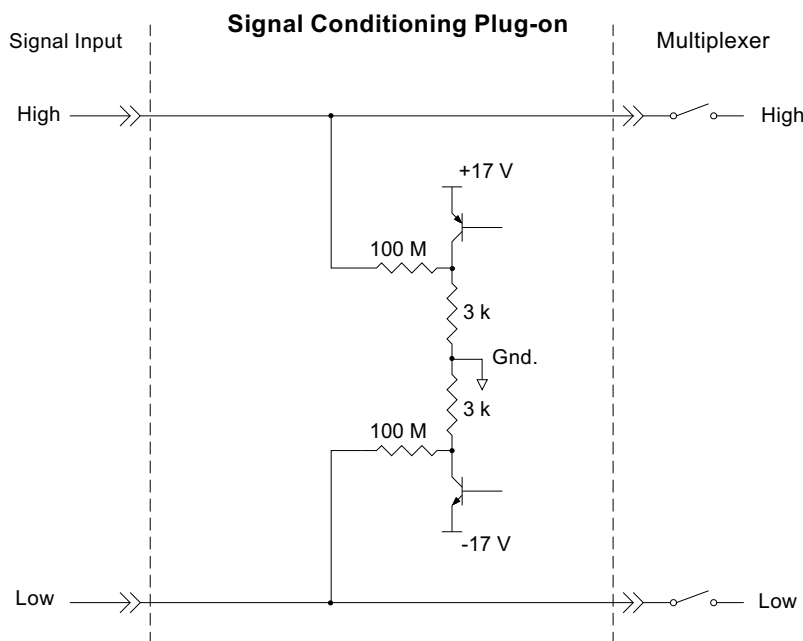 Signal Conditioning Plug-on
Signal Input
Multiplexer
High
High
+17 V
100 M
3 k
Gnd.
3 k
100 M
-17 V
Low
Low